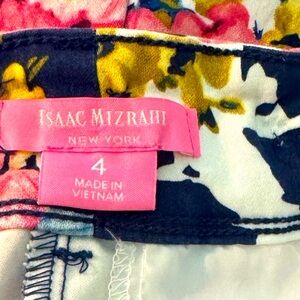 ISAAC MIZRAHI
NEW YORK
4
MADE IN
VIETNAM